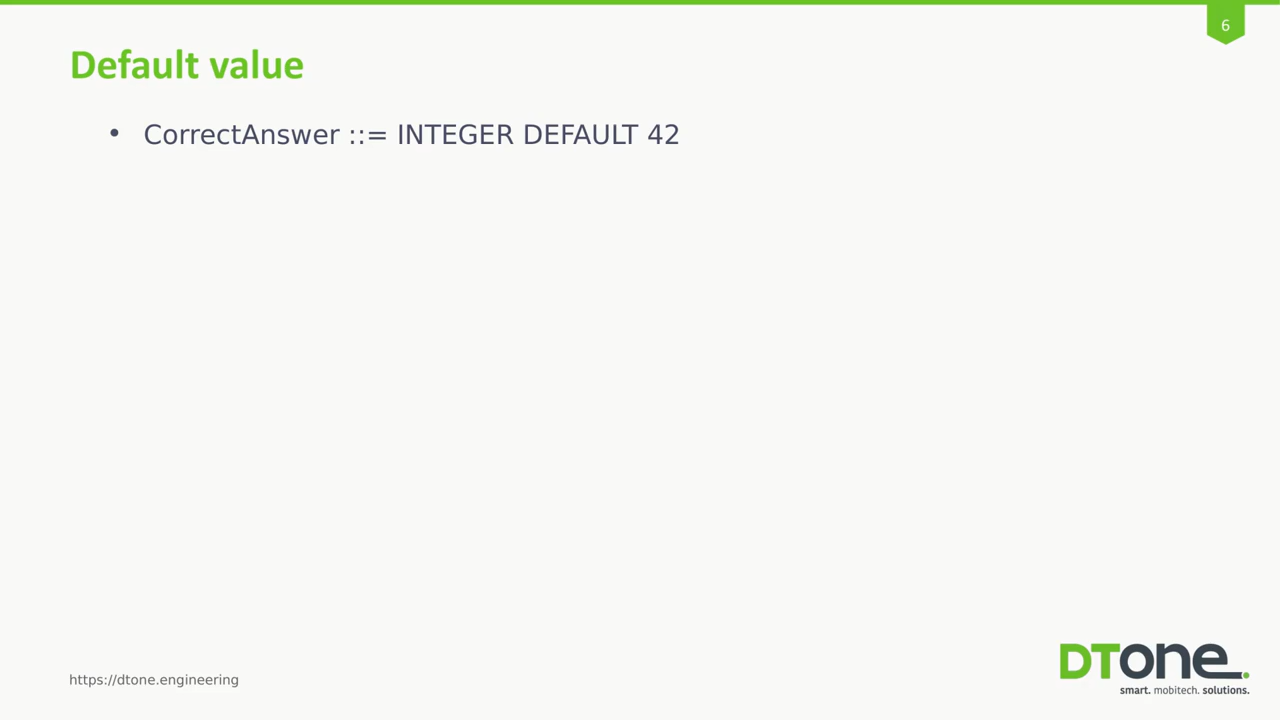 6
Default value
• CorrectAnswer ::= INTEGER DEFAULT 42
https://dtone.engineering
DTone.
smart. mobitech. solutions.